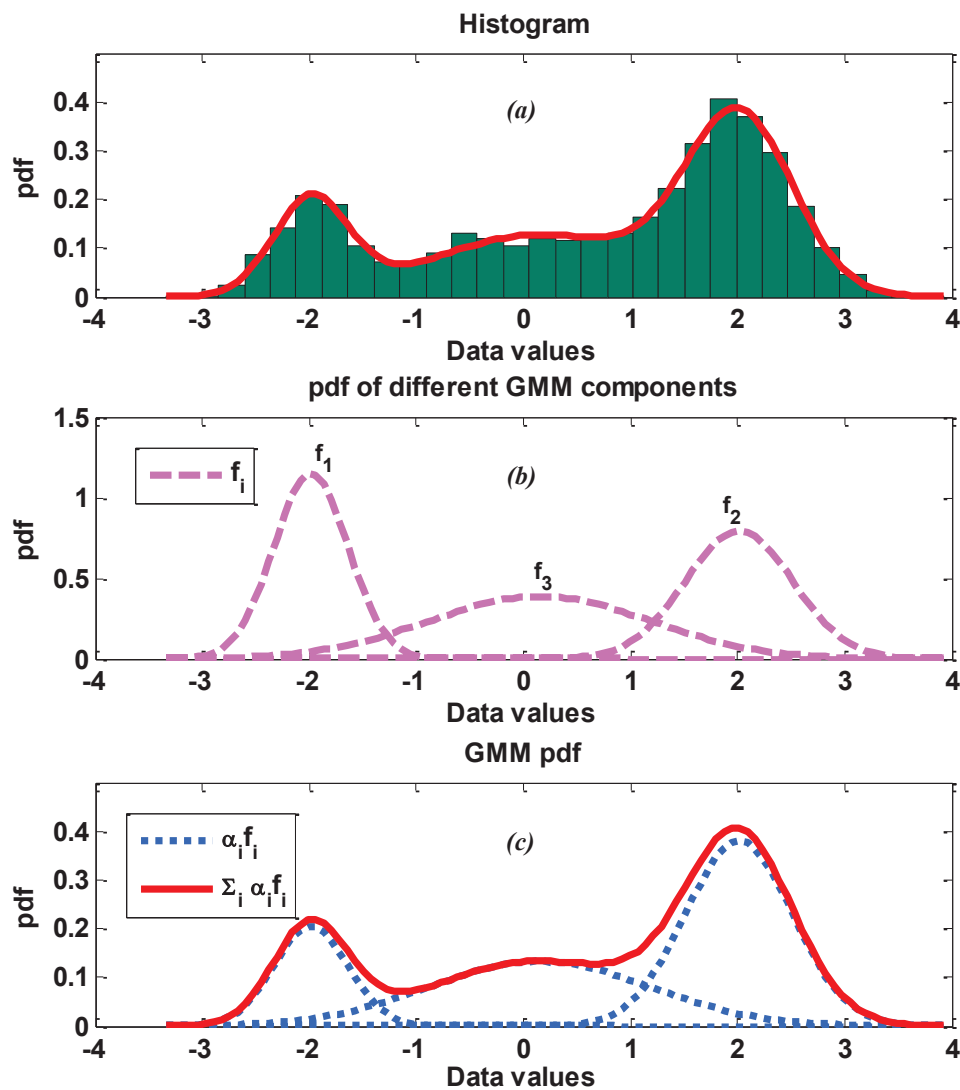 Histogram
(a)
pdf
0.4
0.3
0.2
0.1
0
-4 -3 -2 -1 0 1 2 3 4
Data values
pdf of different GMM components
(b)
pdf
1.5
1
0.5
0
f_i
f_1
f_2
f_3
-4 -3 -2 -1 0 1 2 3 4
Data values
GMM pdf
(c)
pdf
0.4
0.3
0.2
0.1
0
α_i f_i
Σ_i α_i f_i
-4 -3 -2 -1 0 1 2 3 4
Data values